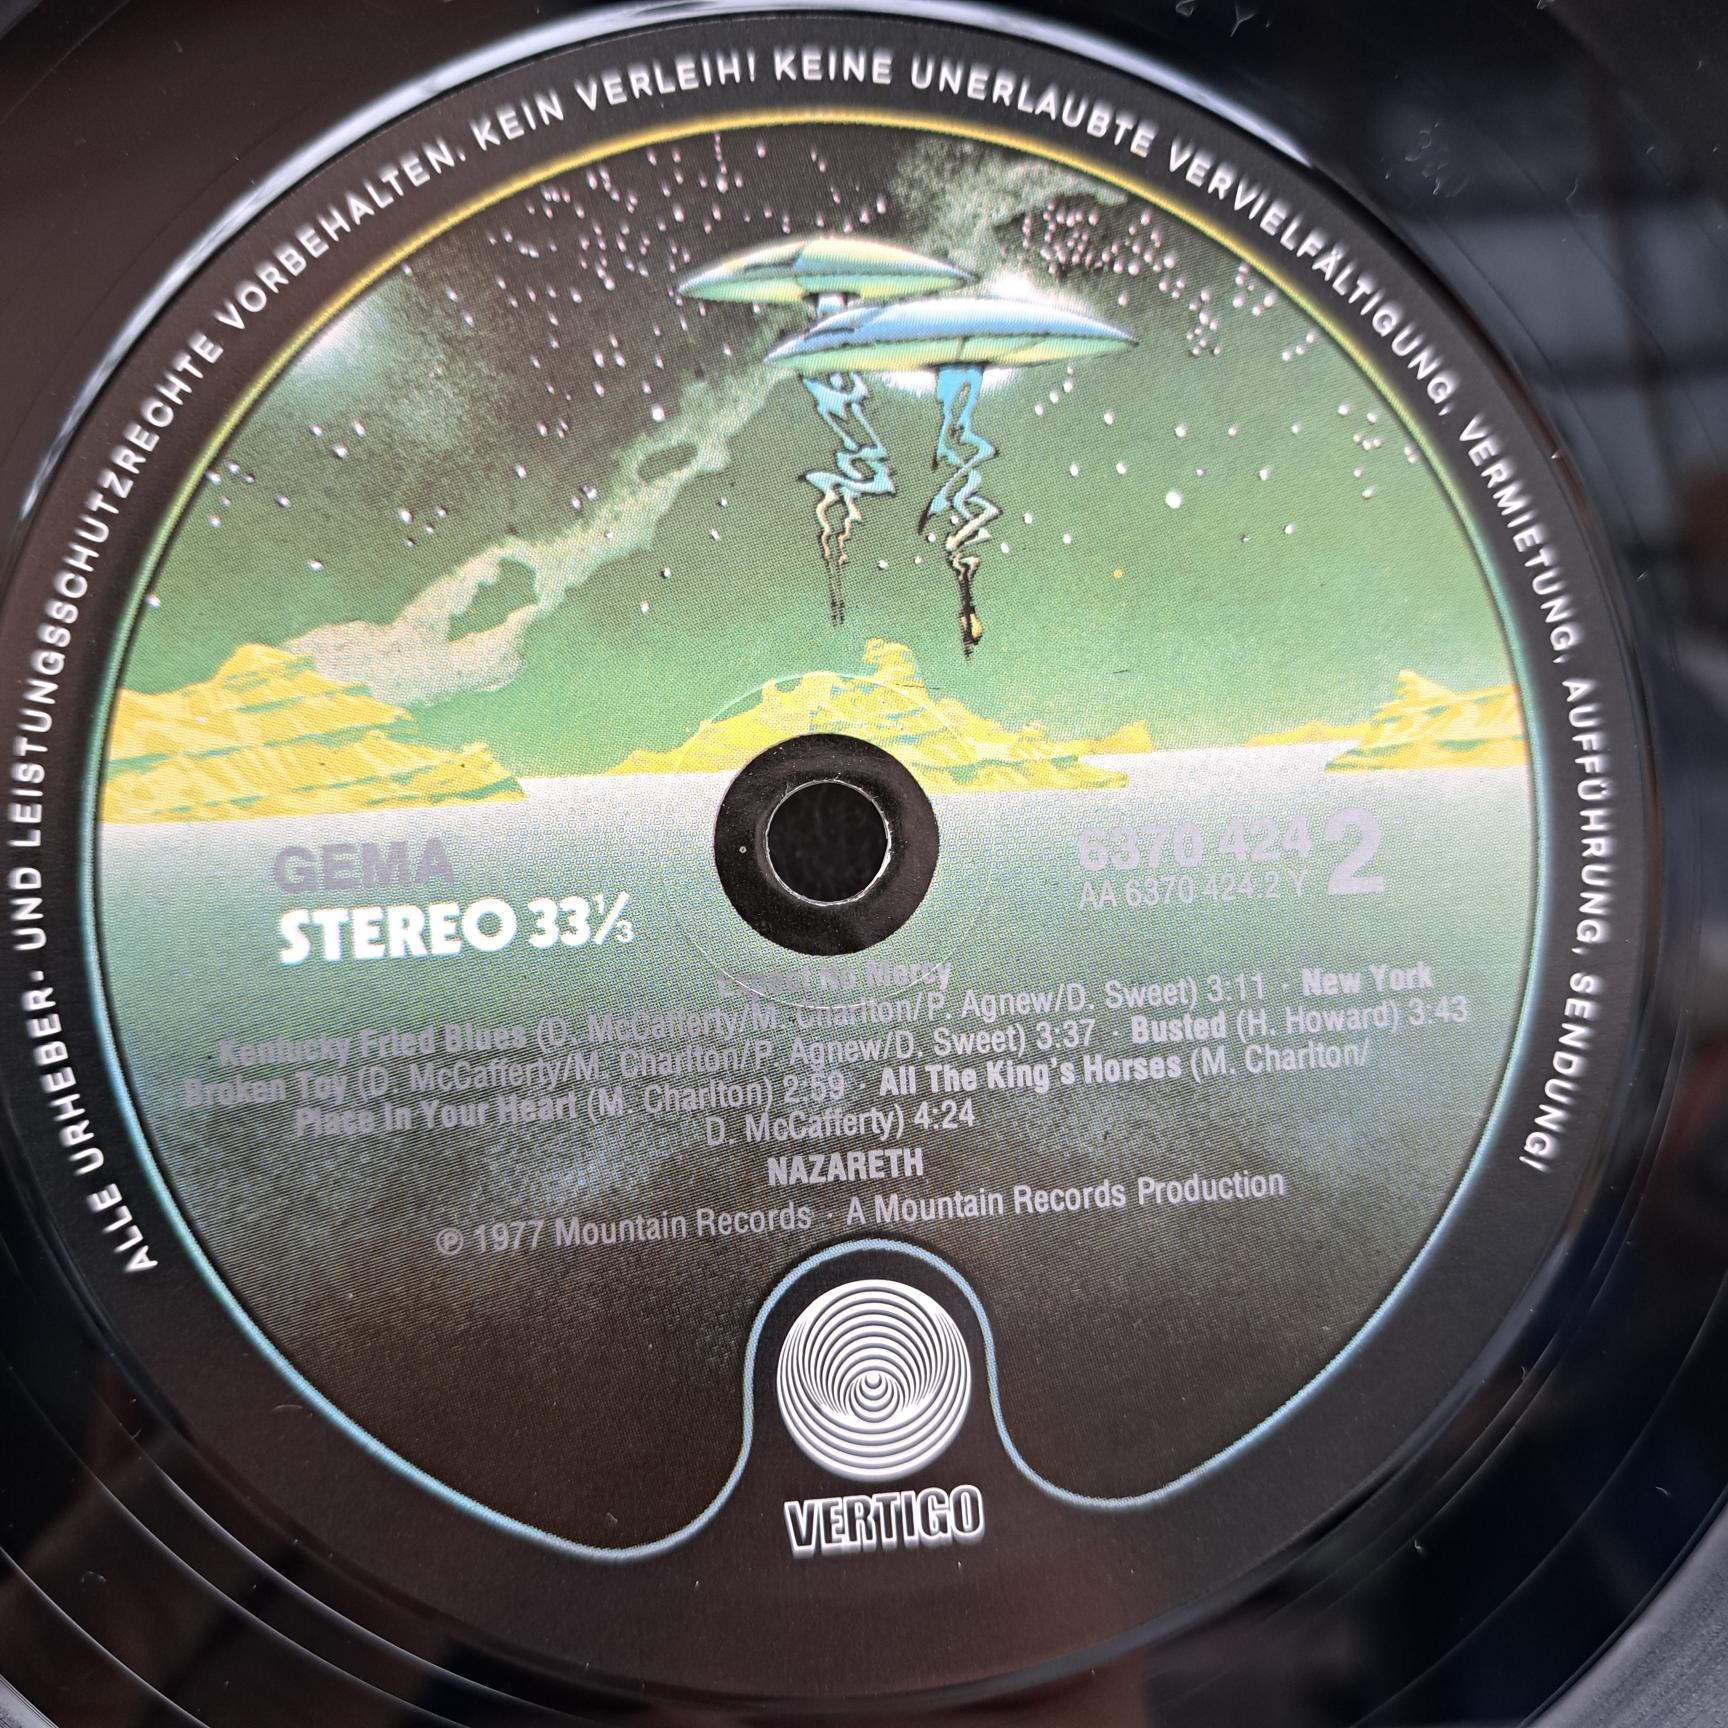 ALLE URHEBER- UND LEISTUNGSSCHUTZRECHTE VORBEHALTEN. KEIN VERLEIH! KEINE UNERLAUBTE VERVIELFÄLTIGUNG, VERMIETUNG, AUFFÜHRUNG, SENDUNG!
GEMA
STEREO 33⅓
6370 424 2
AA 6370 424.2 Y
Expect No Mercy
Kentucky Fried Blues (D. McCafferty/M. Charlton/P. Agnew/D. Sweet) 3:11 · New York
Broken Toy (D. McCafferty/M. Charlton/P. Agnew/D. Sweet) 3:37 · Busted (H. Howard) 3:43
Place In Your Heart (M. Charlton) 2:59 · All The King's Horses (M. Charlton/
D. McCafferty) 4:24
NAZARETH
℗ 1977 Mountain Records · A Mountain Records Production
VERTIGO